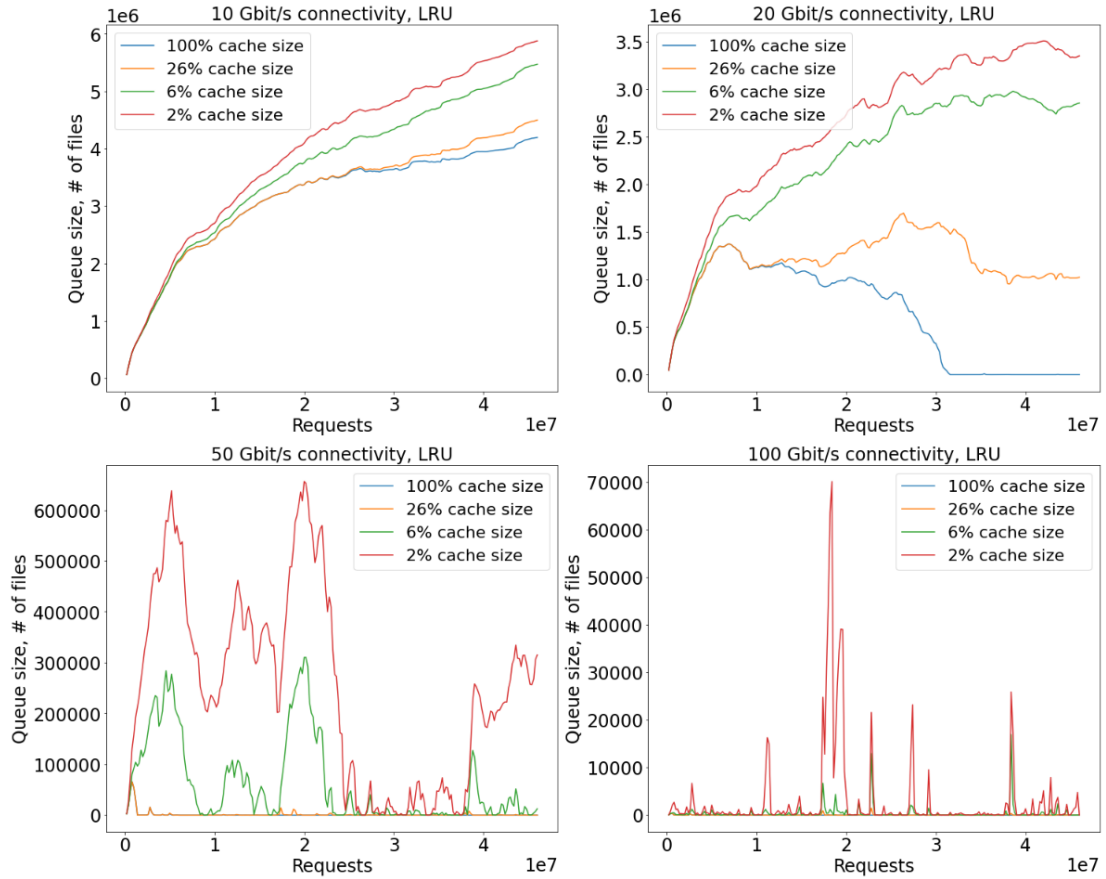 10 Gbit/s connectivity, LRU
1e6
Queue size, # of files
6
5
4
3
2
1
0
100% cache size
26% cache size
6% cache size
2% cache size
0 1 2 3 4
Requests
1e7
20 Gbit/s connectivity, LRU
1e6
Queue size, # of files
3.5
3.0
2.5
2.0
1.5
1.0
0.5
0.0
100% cache size
26% cache size
6% cache size
2% cache size
0 1 2 3 4
Requests
1e7
50 Gbit/s connectivity, LRU
Queue size, # of files
600000
500000
400000
300000
200000
100000
0
100% cache size
26% cache size
6% cache size
2% cache size
0 1 2 3 4
Requests
1e7
100 Gbit/s connectivity, LRU
Queue size, # of files
70000
60000
50000
40000
30000
20000
10000
0
100% cache size
26% cache size
6% cache size
2% cache size
0 1 2 3 4
Requests
1e7